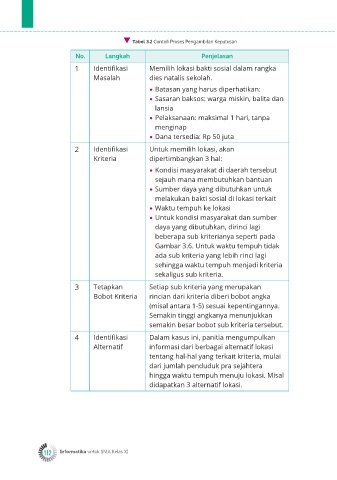 Tabel 3.2 Contoh Proses Pengambilan Keputusan
No. Langkah Penjelasan
1 Identifikasi Masalah
Memilih lokasi bakti sosial dalam rangka
dies natalis sekolah.
• Batasan yang harus diperhatikan:
• Sasaran baksos: warga miskin, balita dan
lansia
• Pelaksanaan: maksimal 1 hari, tanpa
menginap
• Dana tersedia: Rp 50 juta
2 Identifikasi Kriteria
Untuk memilih lokasi, akan
dipertimbangkan 3 hal:
• Kondisi masyarakat di daerah tersebut
sejauh mana membutuhkan bantuan
• Sumber daya yang dibutuhkan untuk
melakukan bakti sosial di lokasi terkait
• Waktu tempuh ke lokasi
• Untuk kondisi masyarakat dan sumber
daya yang dibutuhkan, dirinci lagi
beberapa sub kriterianya seperti pada
Gambar 3.6. Untuk waktu tempuh tidak
ada sub kriteria yang lebih rinci lagi
sehingga waktu tempuh menjadi kriteria
sekaligus sub kriteria.
3 Tetapkan Bobot Kriteria
Setiap sub kriteria yang merupakan
rincian dari kriteria diberi bobot angka
(misal antara 1-5) sesuai kepentingannya.
Semakin tinggi angkanya menunjukkan
semakin besar bobot sub kriteria tersebut.
4 Identifikasi Alternatif
Dalam kasus ini, panitia mengumpulkan
informasi dari berbagai alternatif lokasi
tentang hal-hal yang terkait kriteria, mulai
dari jumlah penduduk pra sejahtera
hingga waktu tempuh menuju lokasi. Misal
didapatkan 3 alternatif lokasi.
112 Informatika untuk SMA Kelas XI